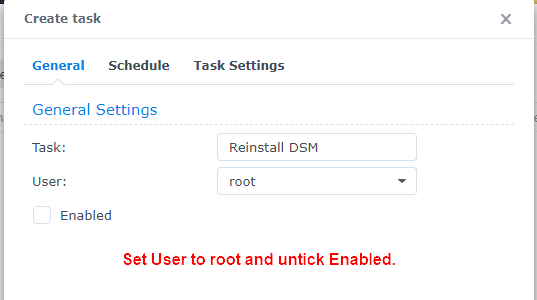 Create task
General Schedule Task Settings
General Settings
Task: Reinstall DSM
User: root
Enabled
Set User to root and untick Enabled.